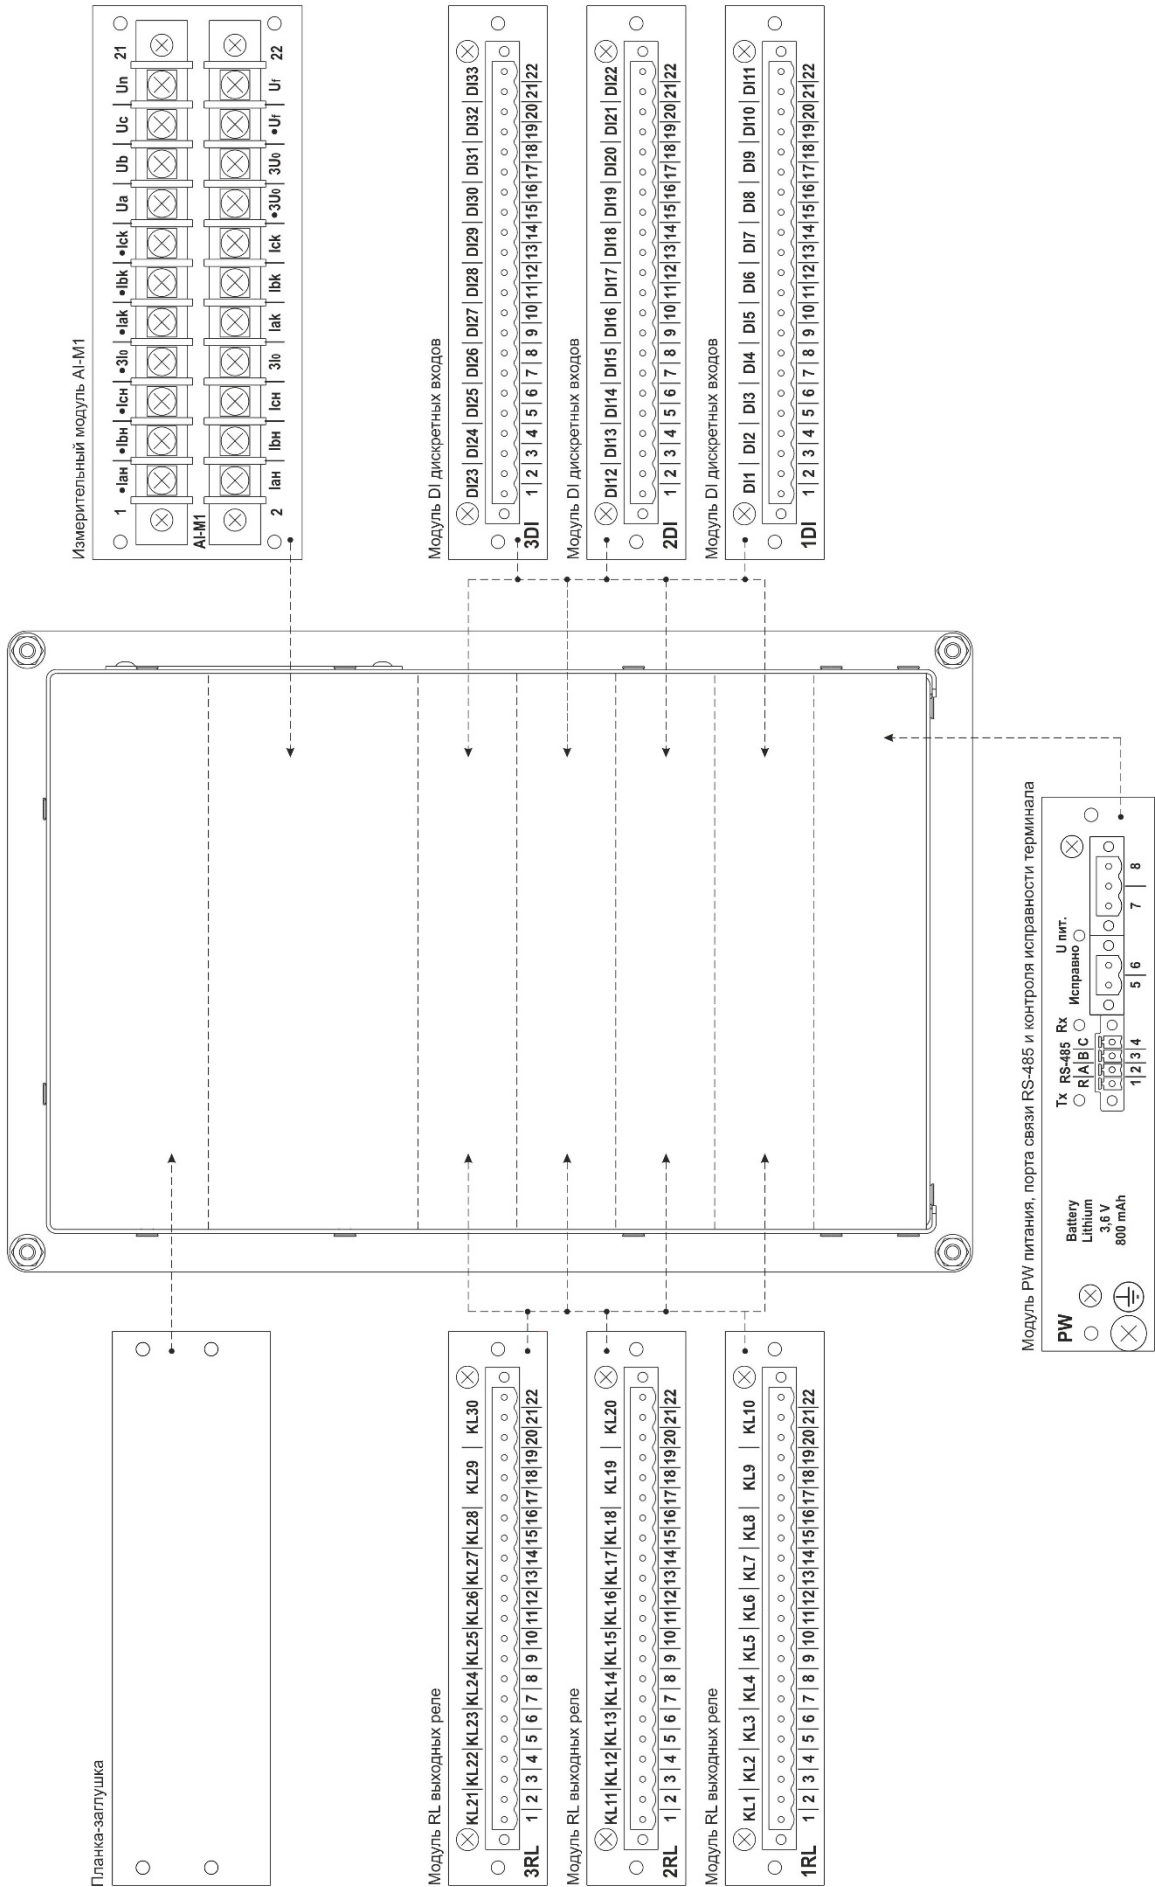 Измерительный модуль AI-M1
1 •Iaн •Ibн •Icн •3I₀ •Iak •Ibk •Ick Ua Ub Uc Un 21
AI-M1
2 Iaн Ibн Icн 3I₀ Iak Ibk Ick •3U₀ 3U₀ •Uf Uf 22
Модуль DI дискретных входов
DI23 | DI24 | DI25 | DI26 | DI27 | DI28 | DI29 | DI30 | DI31 | DI32 | DI33
3DI
1|2|3|4|5|6|7|8|9|10|11|12|13|14|15|16|17|18|19|20|21|22
Модуль DI дискретных входов
DI12 | DI13 | DI14 | DI15 | DI16 | DI17 | DI18 | DI19 | DI20 | DI21 | DI22
2DI
1|2|3|4|5|6|7|8|9|10|11|12|13|14|15|16|17|18|19|20|21|22
Модуль DI дискретных входов
DI1 | DI2 | DI3 | DI4 | DI5 | DI6 | DI7 | DI8 | DI9 | DI10 | DI11
1DI
1|2|3|4|5|6|7|8|9|10|11|12|13|14|15|16|17|18|19|20|21|22
Модуль PW питания, порта связи RS-485 и контроля исправности терминала
PW
Battery
Lithium
3,6 V
800 mAh
Tx RS-485 Rx
R|A|B|C
1|2|3|4
Исправно
5|6
U пит.
7 | 8
Планка-заглушка
Модуль RL выходных реле
KL21|KL22|KL23|KL24|KL25|KL26|KL27|KL28| KL29 | KL30
3RL
1|2|3|4|5|6|7|8|9|10|11|12|13|14|15|16|17|18|19|20|21|22
Модуль RL выходных реле
KL11|KL12|KL13|KL14|KL15|KL16|KL17|KL18| KL19 | KL20
2RL
1|2|3|4|5|6|7|8|9|10|11|12|13|14|15|16|17|18|19|20|21|22
Модуль RL выходных реле
KL1 | KL2 | KL3 | KL4 | KL5 | KL6 | KL7 | KL8 | KL9 | KL10
1RL
1|2|3|4|5|6|7|8|9|10|11|12|13|14|15|16|17|18|19|20|21|22